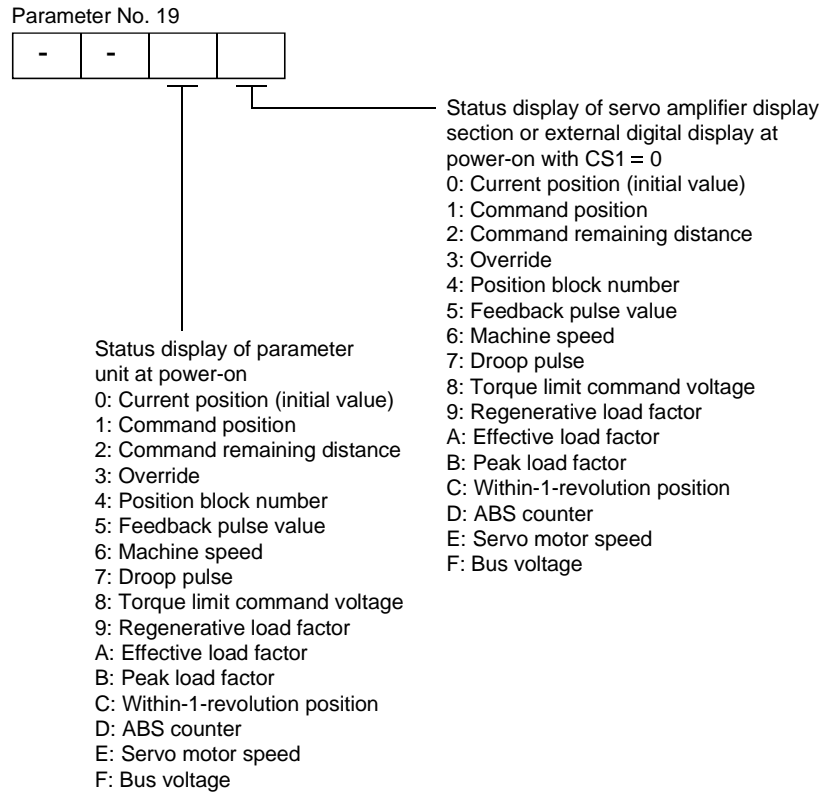 Parameter No. 19
- -
Status display of servo amplifier display
section or external digital display at
power-on with CS1 = 0
0: Current position (initial value)
1: Command position
2: Command remaining distance
3: Override
4: Position block number
5: Feedback pulse value
6: Machine speed
7: Droop pulse
8: Torque limit command voltage
9: Regenerative load factor
A: Effective load factor
B: Peak load factor
C: Within-1-revolution position
D: ABS counter
E: Servo motor speed
F: Bus voltage
Status display of parameter
unit at power-on
0: Current position (initial value)
1: Command position
2: Command remaining distance
3: Override
4: Position block number
5: Feedback pulse value
6: Machine speed
7: Droop pulse
8: Torque limit command voltage
9: Regenerative load factor
A: Effective load factor
B: Peak load factor
C: Within-1-revolution position
D: ABS counter
E: Servo motor speed
F: Bus voltage